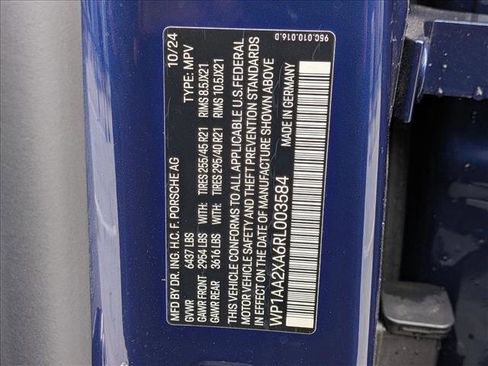 95C.010.016.D
MFD BY DR. ING. H.C. F. PORSCHE AG 10/24
GVWR 6437 LBS TYPE: MPV
GAWR FRONT 2954 LBS WITH: TIRES 255/45 R21 RIMS 8.5JX21
GAWR REAR 3616 LBS WITH: TIRES 295/40 R21 RIMS 10.5JX21
THIS VEHICLE CONFORMS TO ALL APPLICABLE U.S. FEDERAL
MOTOR VEHICLE SAFETY AND THEFT PREVENTION STANDARDS
IN EFFECT ON THE DATE OF MANUFACTURE SHOWN ABOVE
WP1AA2XA6RL003584 MADE IN GERMANY